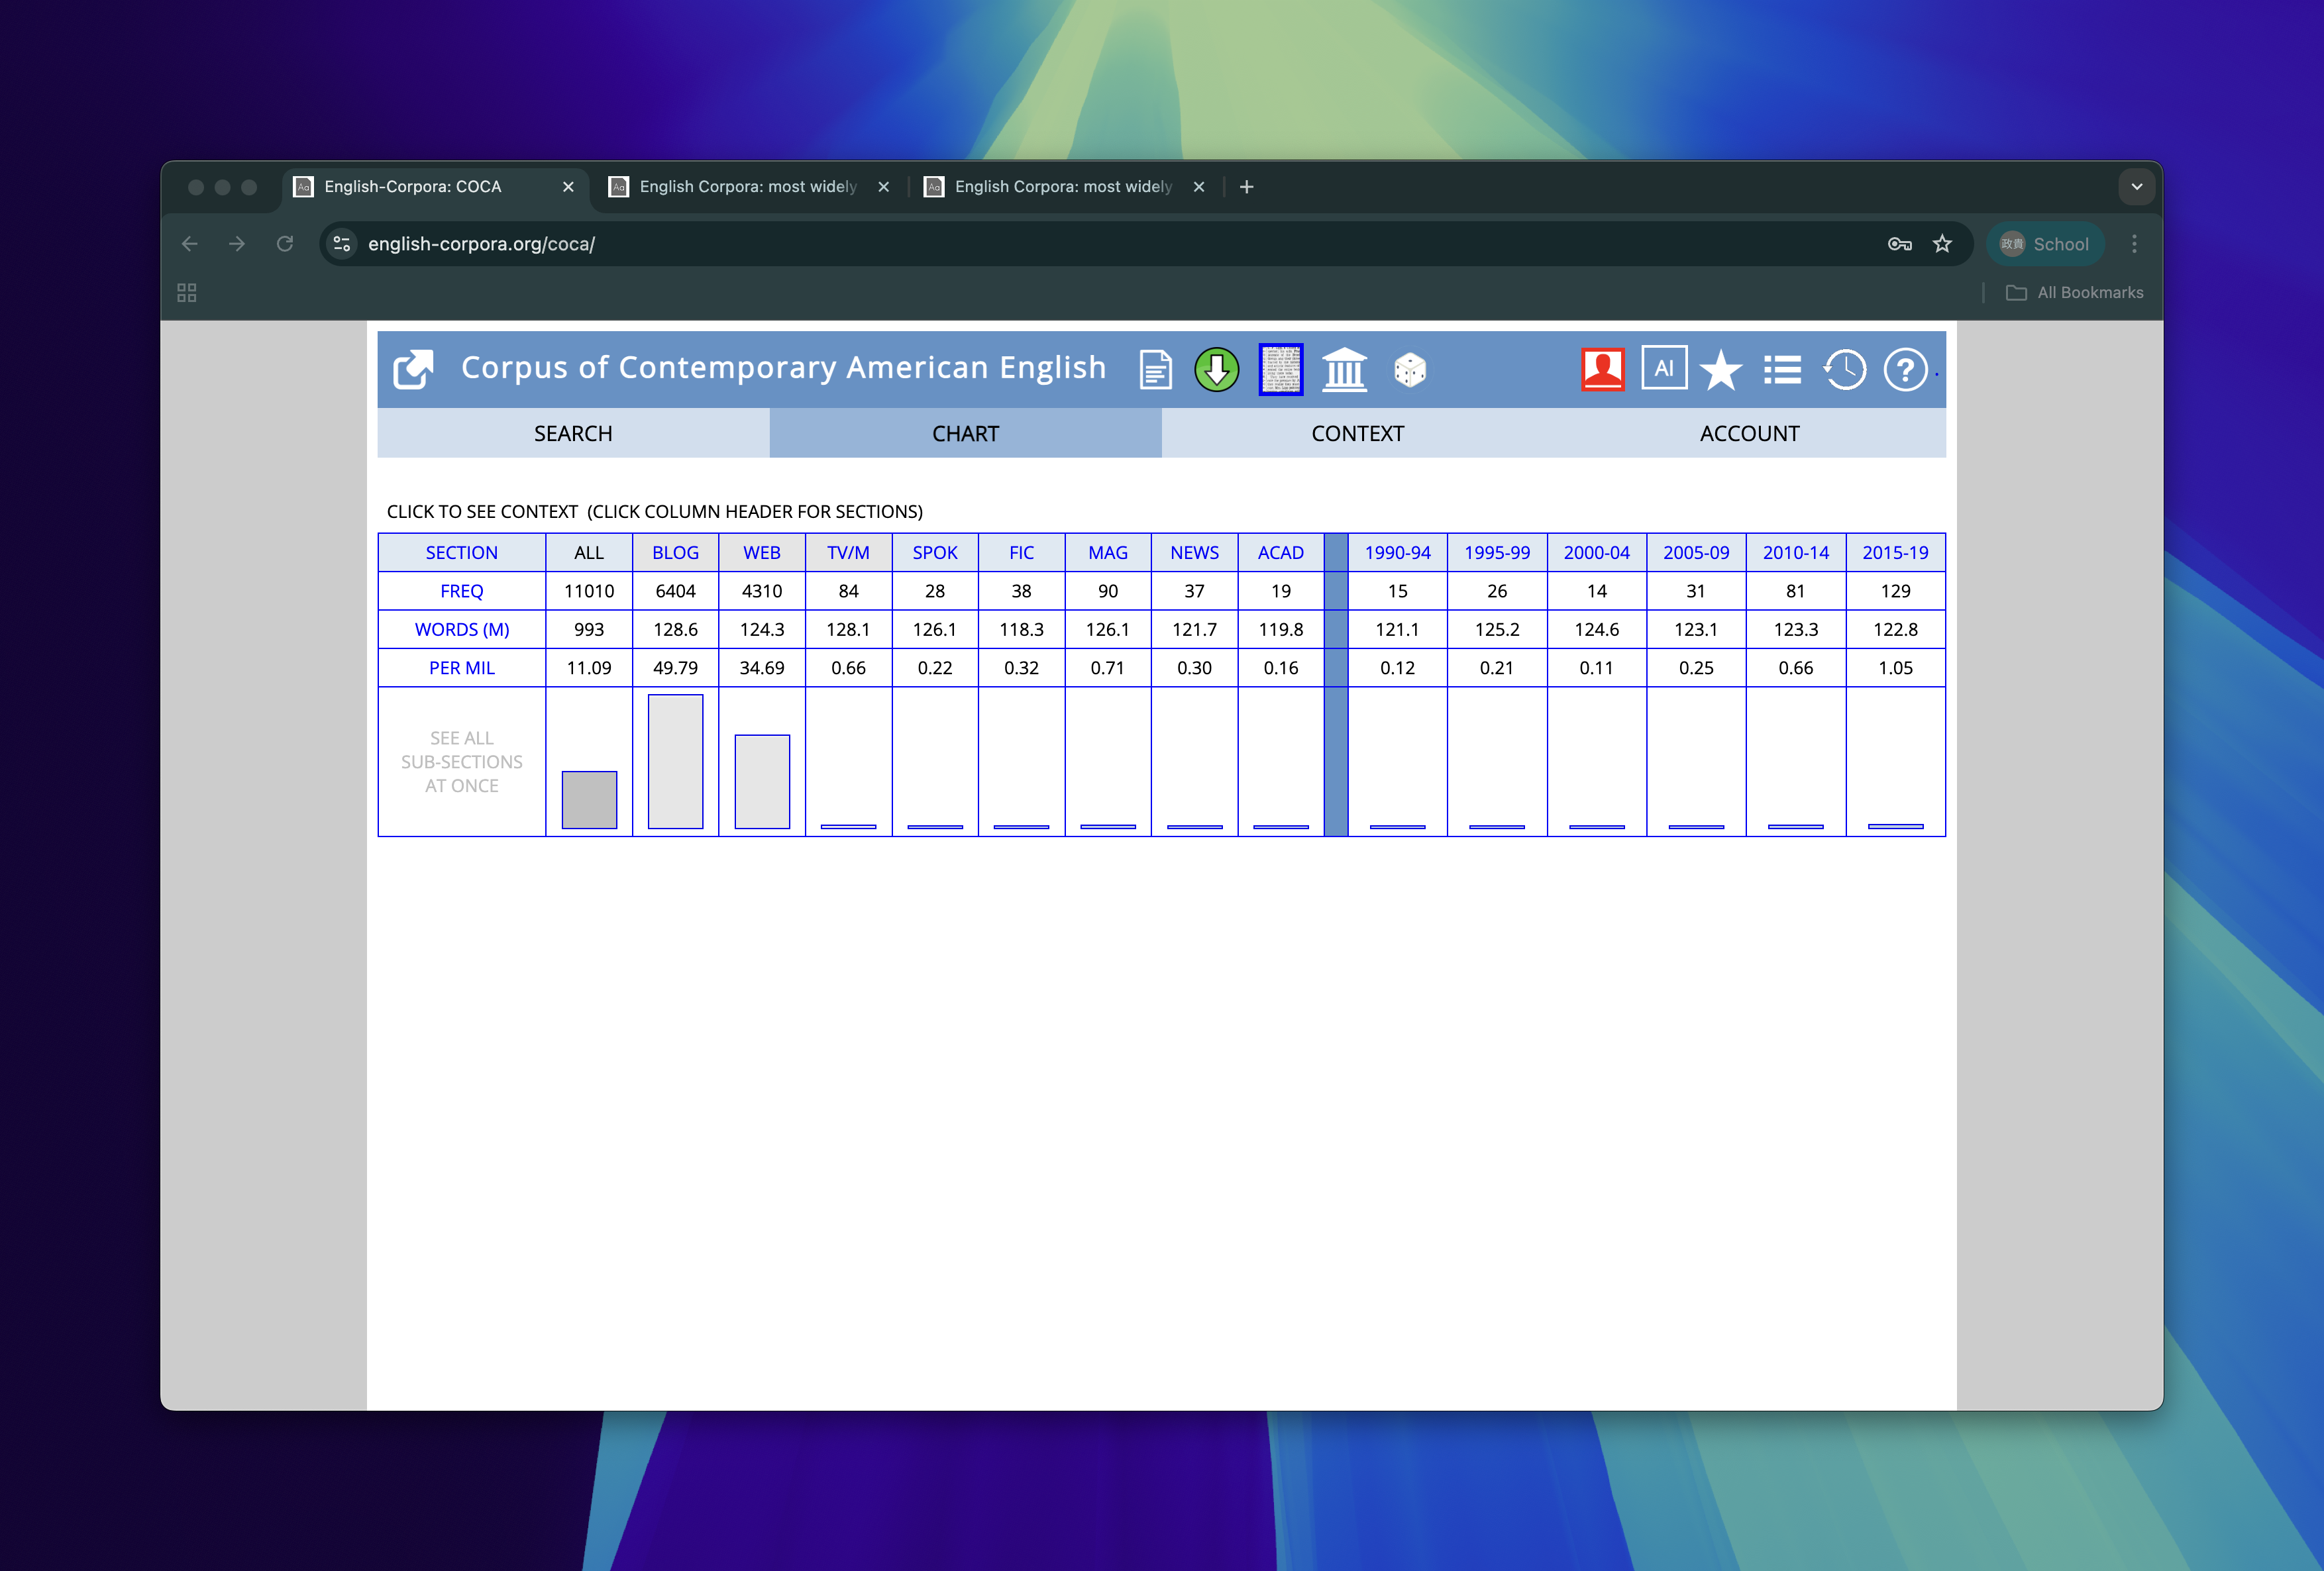 English-Corpora: COCA
English Corpora: most widely
English Corpora: most widely
english-corpora.org/coca/
政貴 School
All Bookmarks
Corpus of Contemporary American English
AI
SEARCH CHART CONTEXT ACCOUNT
CLICK TO SEE CONTEXT (CLICK COLUMN HEADER FOR SECTIONS)
SECTION ALL BLOG WEB TV/M SPOK FIC MAG NEWS ACAD 1990-94 1995-99 2000-04 2005-09 2010-14 2015-19
FREQ 11010 6404 4310 84 28 38 90 37 19 15 26 14 31 81 129
WORDS (M) 993 128.6 124.3 128.1 126.1 118.3 126.1 121.7 119.8 121.1 125.2 124.6 123.1 123.3 122.8
PER MIL 11.09 49.79 34.69 0.66 0.22 0.32 0.71 0.30 0.16 0.12 0.21 0.11 0.25 0.66 1.05
SEE ALL
SUB-SECTIONS
AT ONCE